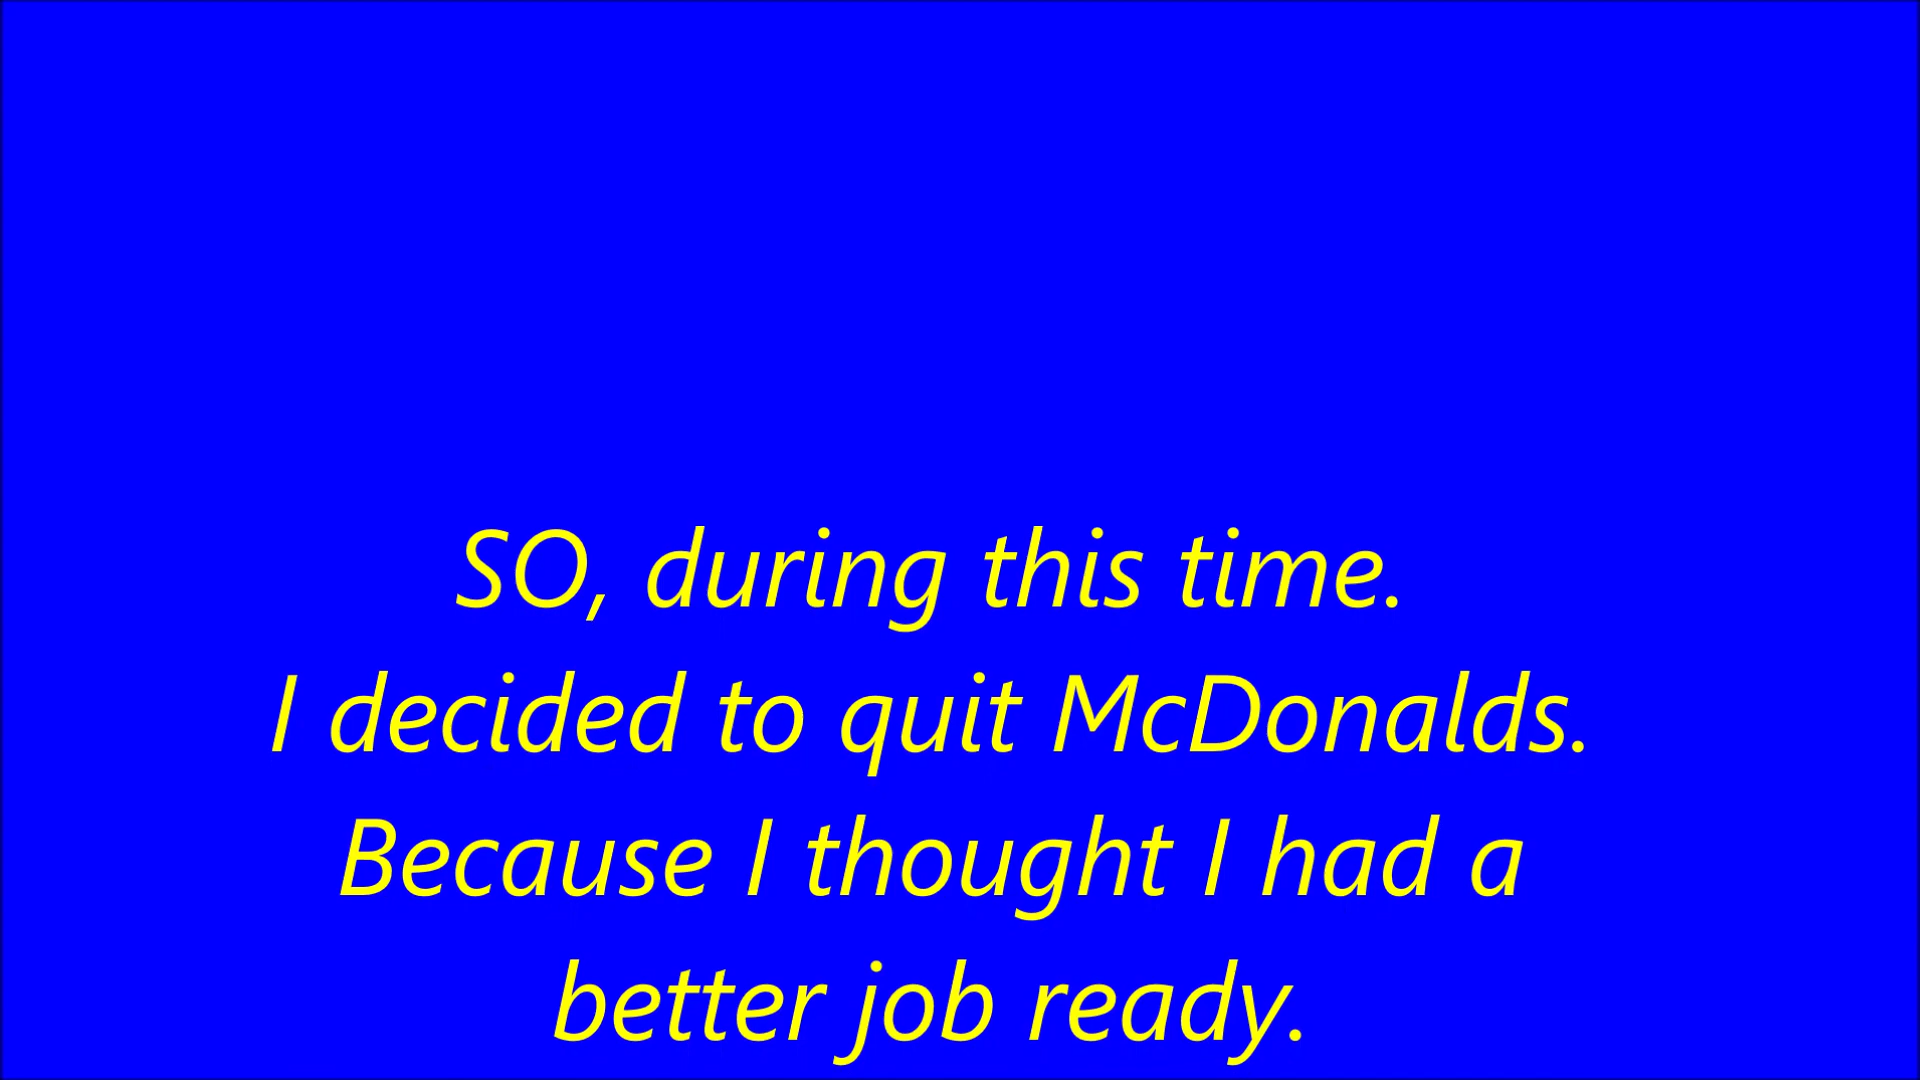 SO, during this time.
I decided to quit McDonalds.
Because I thought I had a
better job ready.